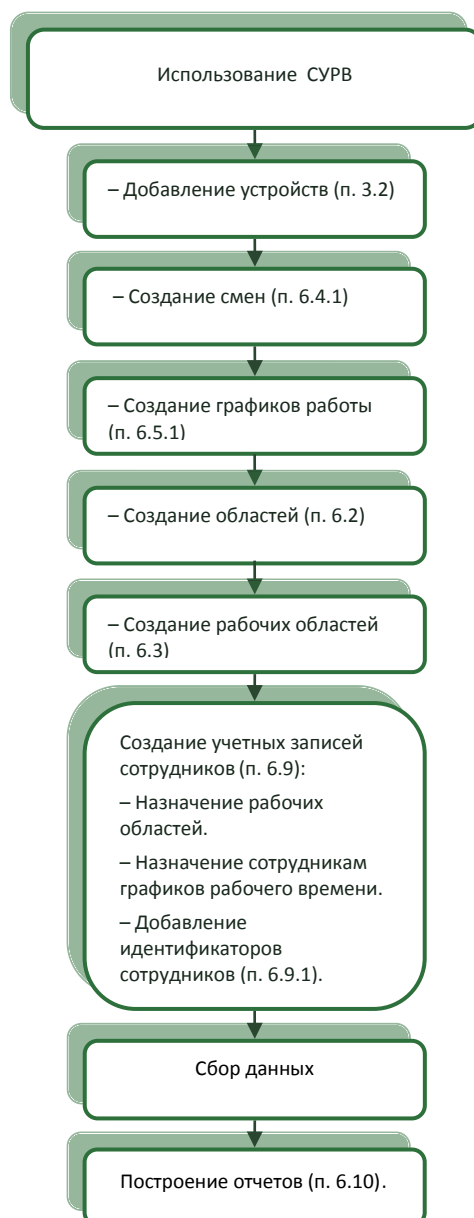 Использование СУРВ
– Добавление устройств (п. 3.2)
– Создание смен (п. 6.4.1)
– Создание графиков работы
(п. 6.5.1)
– Создание областей (п. 6.2)
– Создание рабочих областей
(п. 6.3)
Создание учетных записей
сотрудников (п. 6.9):
– Назначение рабочих
областей.
– Назначение сотрудникам
графиков рабочего времени.
– Добавление
идентификаторов
сотрудников (п. 6.9.1).
Сбор данных
Построение отчетов (п. 6.10).